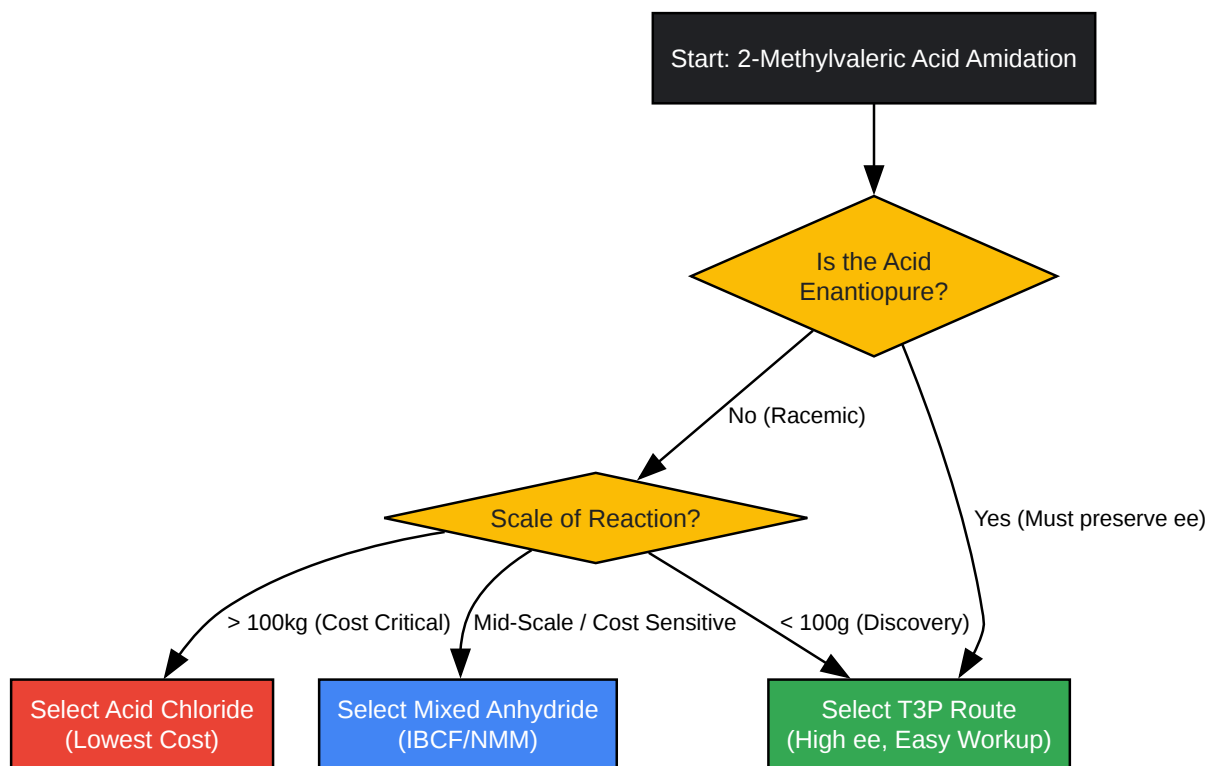 Start: 2-Methylvaleric Acid Amidation
Is the Acid
Enantiopure?
No (Racemic)
Scale of Reaction?
Yes (Must preserve ee)
> 100kg (Cost Critical)
Mid-Scale / Cost Sensitive
< 100g (Discovery)
Select Acid Chloride
(Lowest Cost)
Select Mixed Anhydride
(IBCF/NMM)
Select T3P Route
(High ee, Easy Workup)